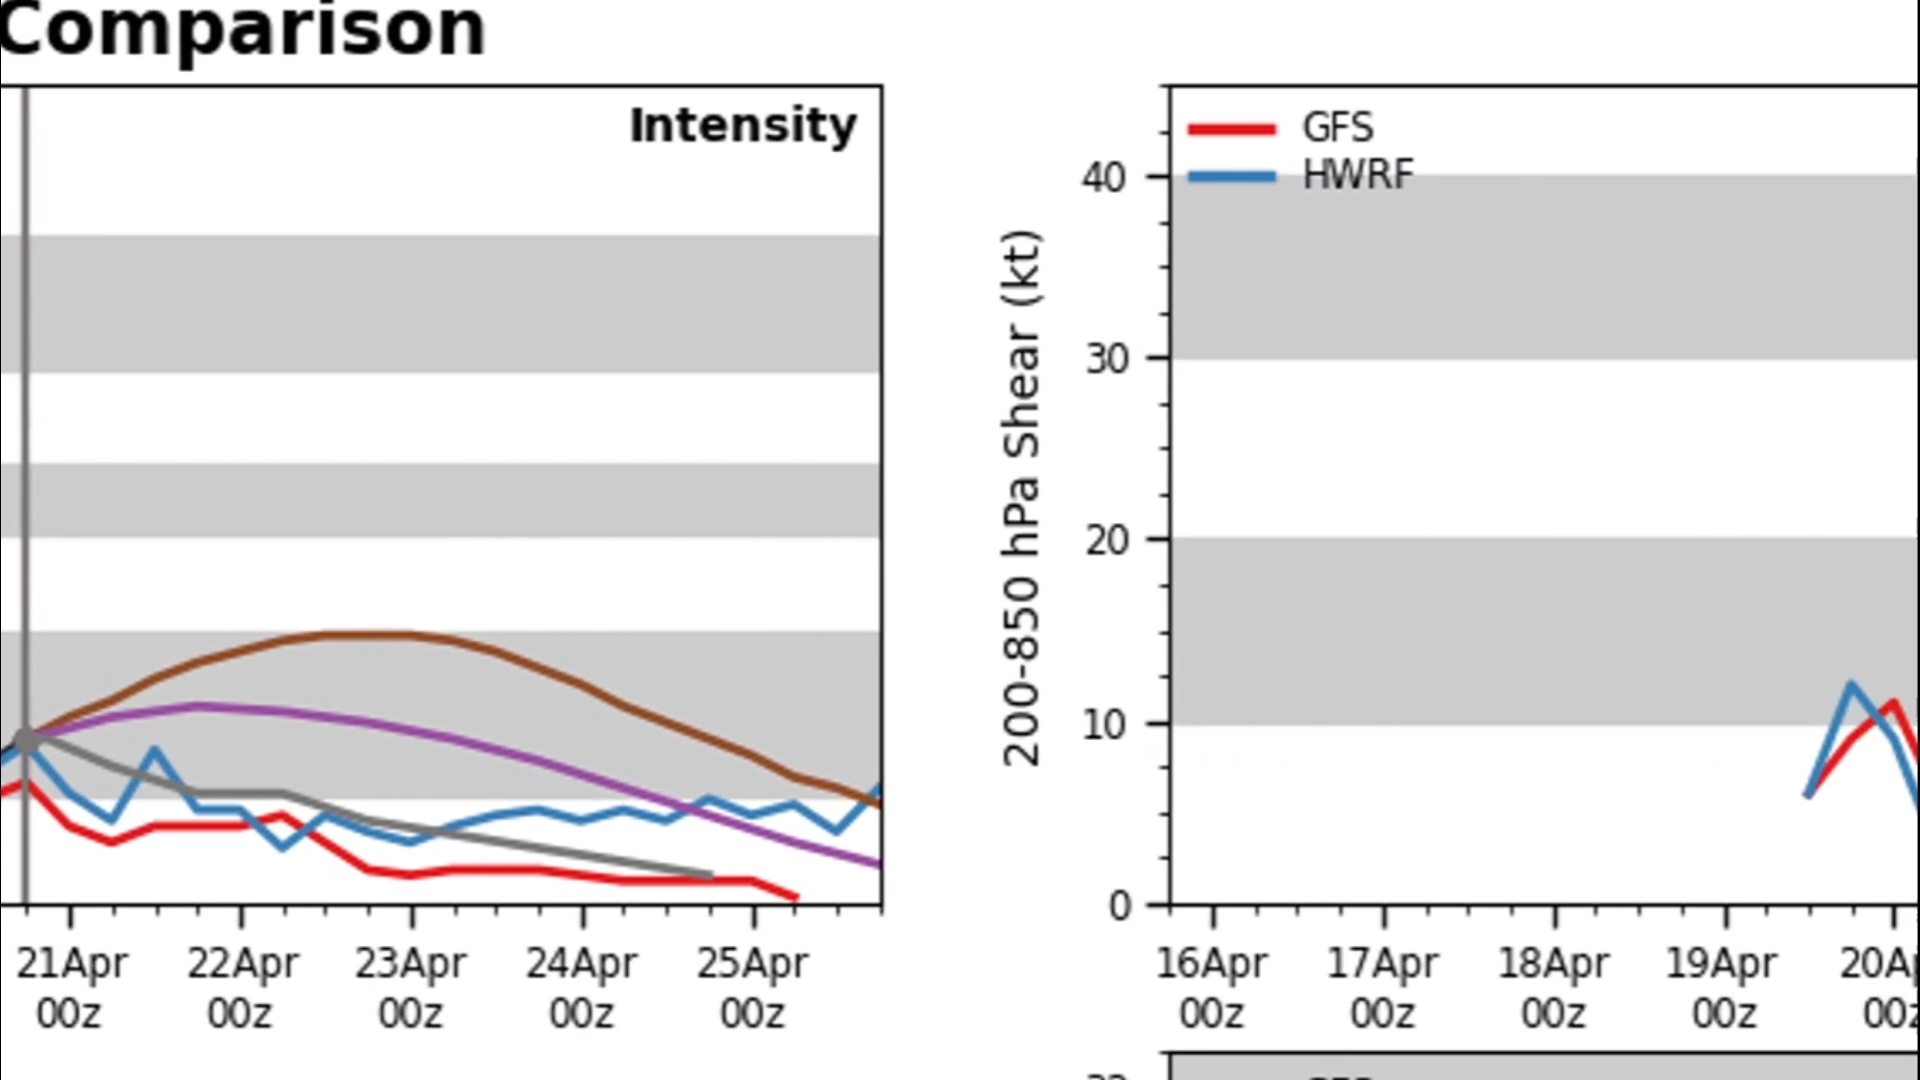 Comparison
Intensity
21Apr 22Apr 23Apr 24Apr 25Apr
00z 00z 00z 00z 00z
GFS
HWRF
200-850 hPa Shear (kt)
40
30
20
10
0
16Apr 17Apr 18Apr 19Apr
00z 00z 00z 00z